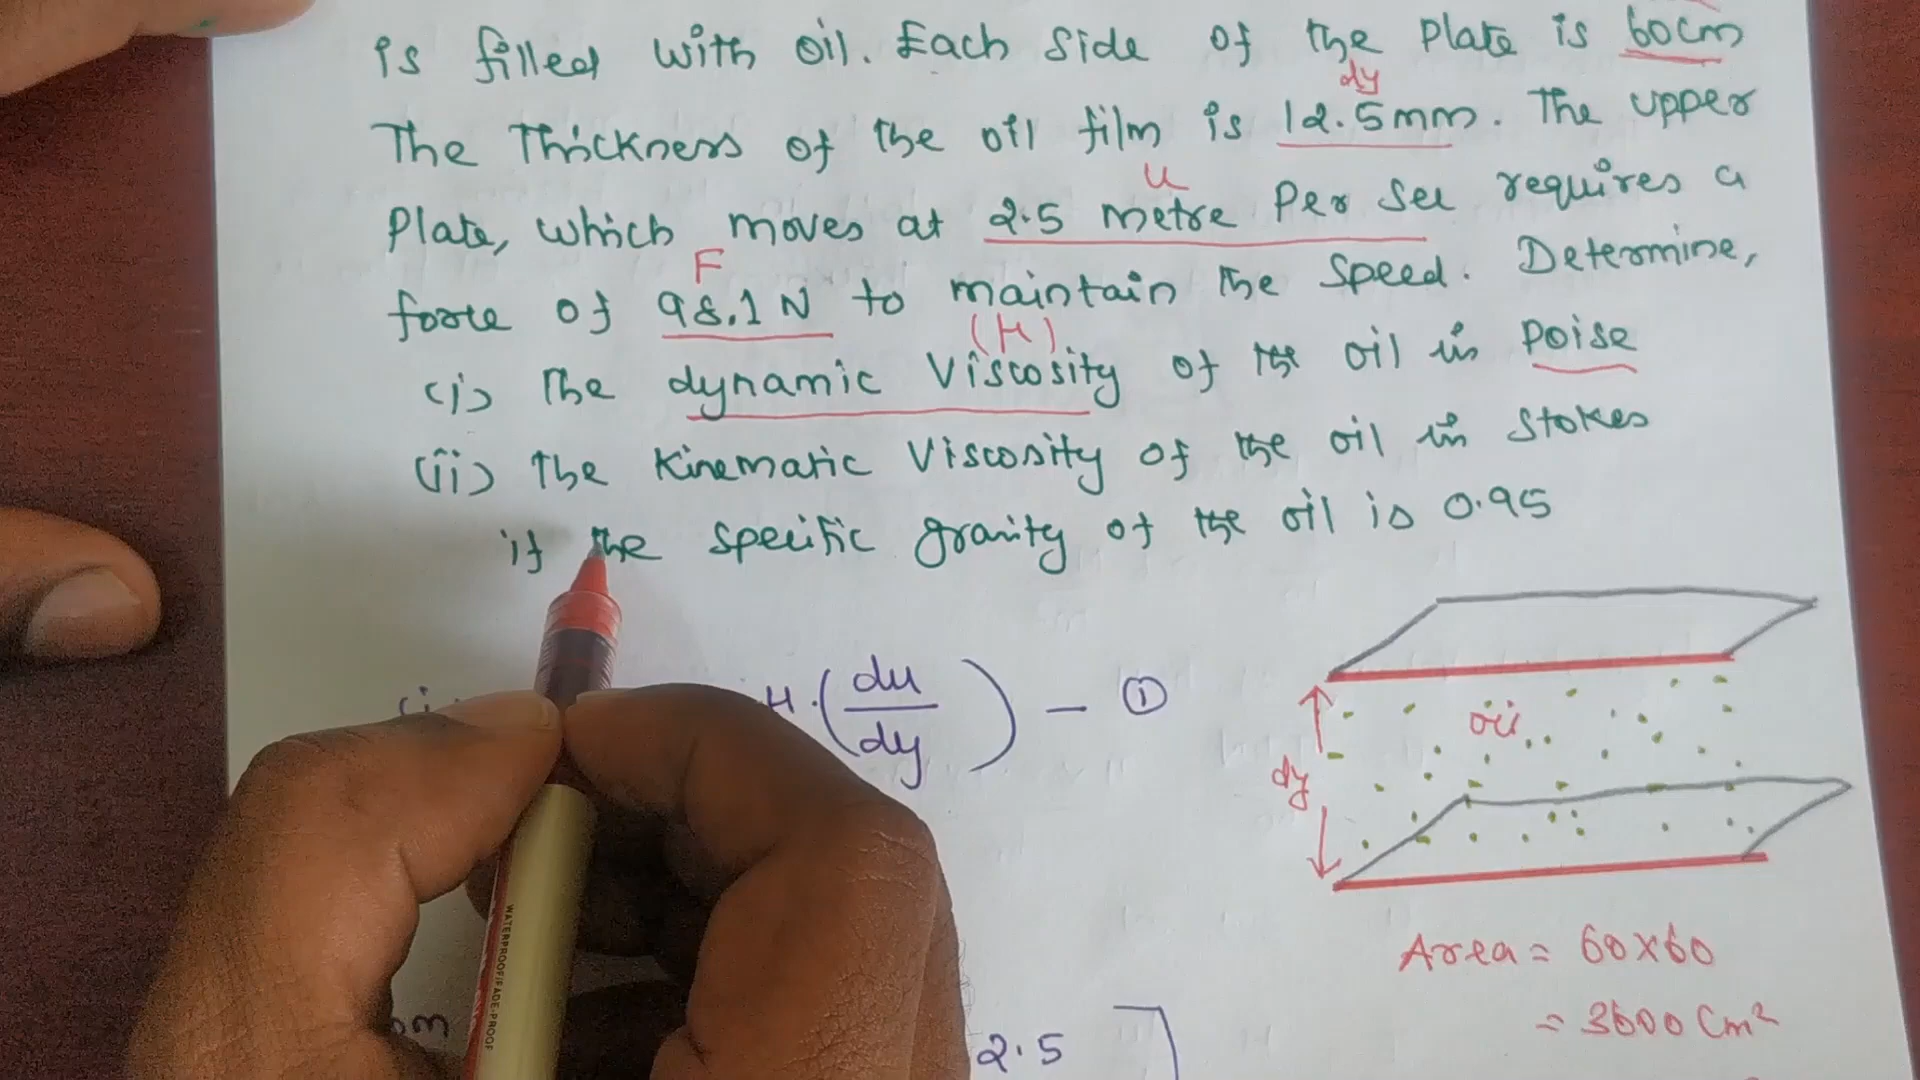 is filled with oil. Each side of the plate is 60cm
dy
The Thickness of the oil film is 12.5mm. The upper
u
plate, which moves at 2.5 metre per sec requires a
F
force of 98.1 N to maintain the speed. Determine,
(μ)
(i) The dynamic viscosity of the oil in poise
(ii) The Kinematic viscosity of the oil in stokes
if the specific gravity of the oil is 0.95
μ. (du/dy) - ①
oil
dy
Area = 60x60
= 3600 cm²
2.5
WATERPROOF/FADE-PROOF